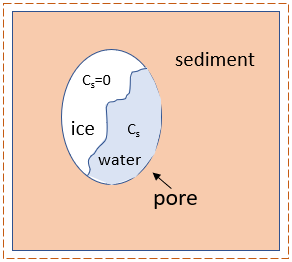 sediment
Cs=0
ice
Cs
water
pore